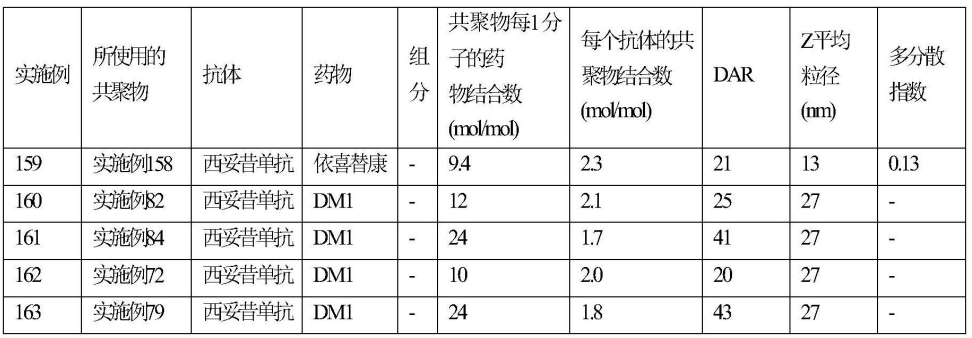 实施例 所使用的共聚物 抗体 药物 组分 共聚物每1分子的药物结合数(mol/mol) 每个抗体的共聚物结合数(mol/mol) DAR Z平均粒径(nm) 多分散指数
159 实施例158 西妥昔单抗 依喜替康 - 9.4 2.3 21 13 0.13
160 实施例82 西妥昔单抗 DM1 - 12 2.1 25 27 -
161 实施例84 西妥昔单抗 DM1 - 24 1.7 41 27 -
162 实施例72 西妥昔单抗 DM1 - 10 2.0 20 27 -
163 实施例79 西妥昔单抗 DM1 - 24 1.8 43 27 -